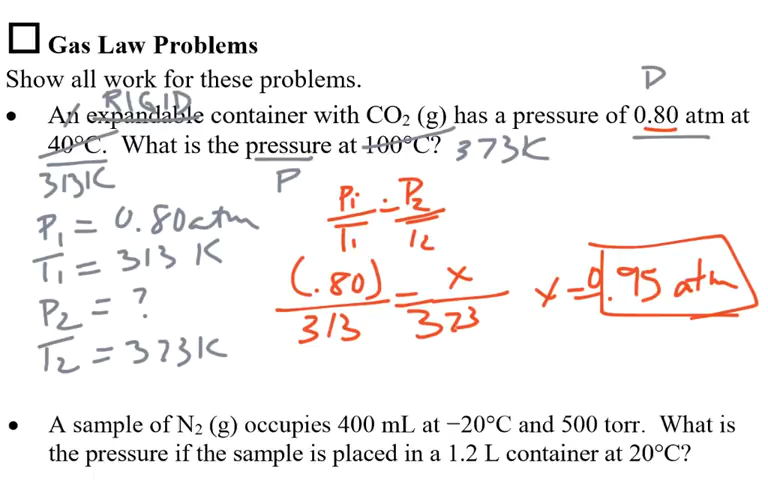 Gas Law Problems
Show all work for these problems.
D
RIGID
• An expandable container with CO₂ (g) has a pressure of 0.80 atm at
40°C. What is the pressure at 100°C? 373K
313K
P
P₁ = 0.80atm
T₁ = 313 K
P₂ = ?
T₂ = 373K
P₁/T₁ = P₂/T₂
(.80)/313 = x/373 x = 0.95 atm
• A sample of N₂ (g) occupies 400 mL at −20°C and 500 torr. What is
the pressure if the sample is placed in a 1.2 L container at 20°C?